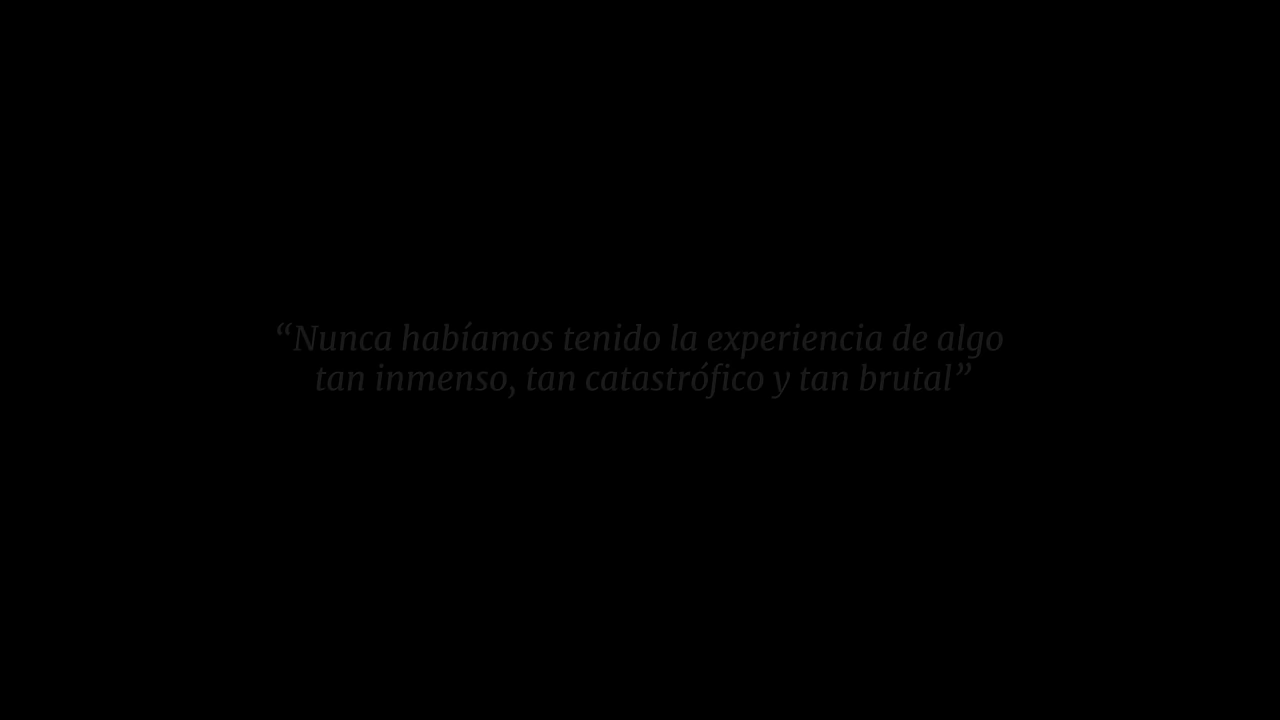 “Nunca habíamos tenido la experiencia de algo
tan inmenso, tan catastrófico y tan brutal”